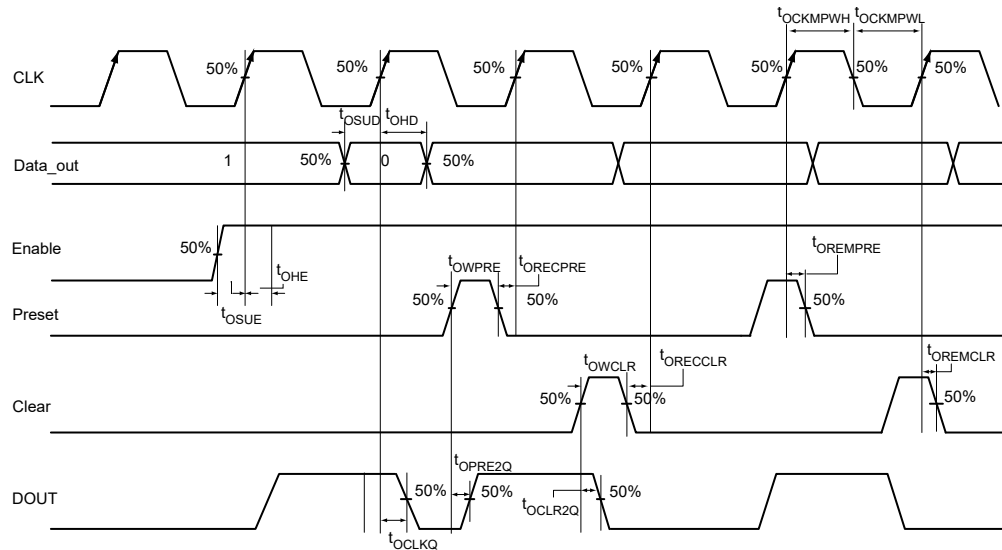 tOCKMPWH tOCKMPWL
CLK 50% 50% 50% 50% 50% 50% 50%
tOSUD tOHD
Data_out 1 50% 0 50%
Enable 50%
tOHE tOWPRE tORECPRE tOREMPRE
tOSUE
Preset 50% 50% 50%
tOWCLR tORECCLR tOREMCLR
Clear 50% 50% 50%
tOPRE2Q
DOUT 50% 50% tOCLR2Q 50%
tOCLKQ